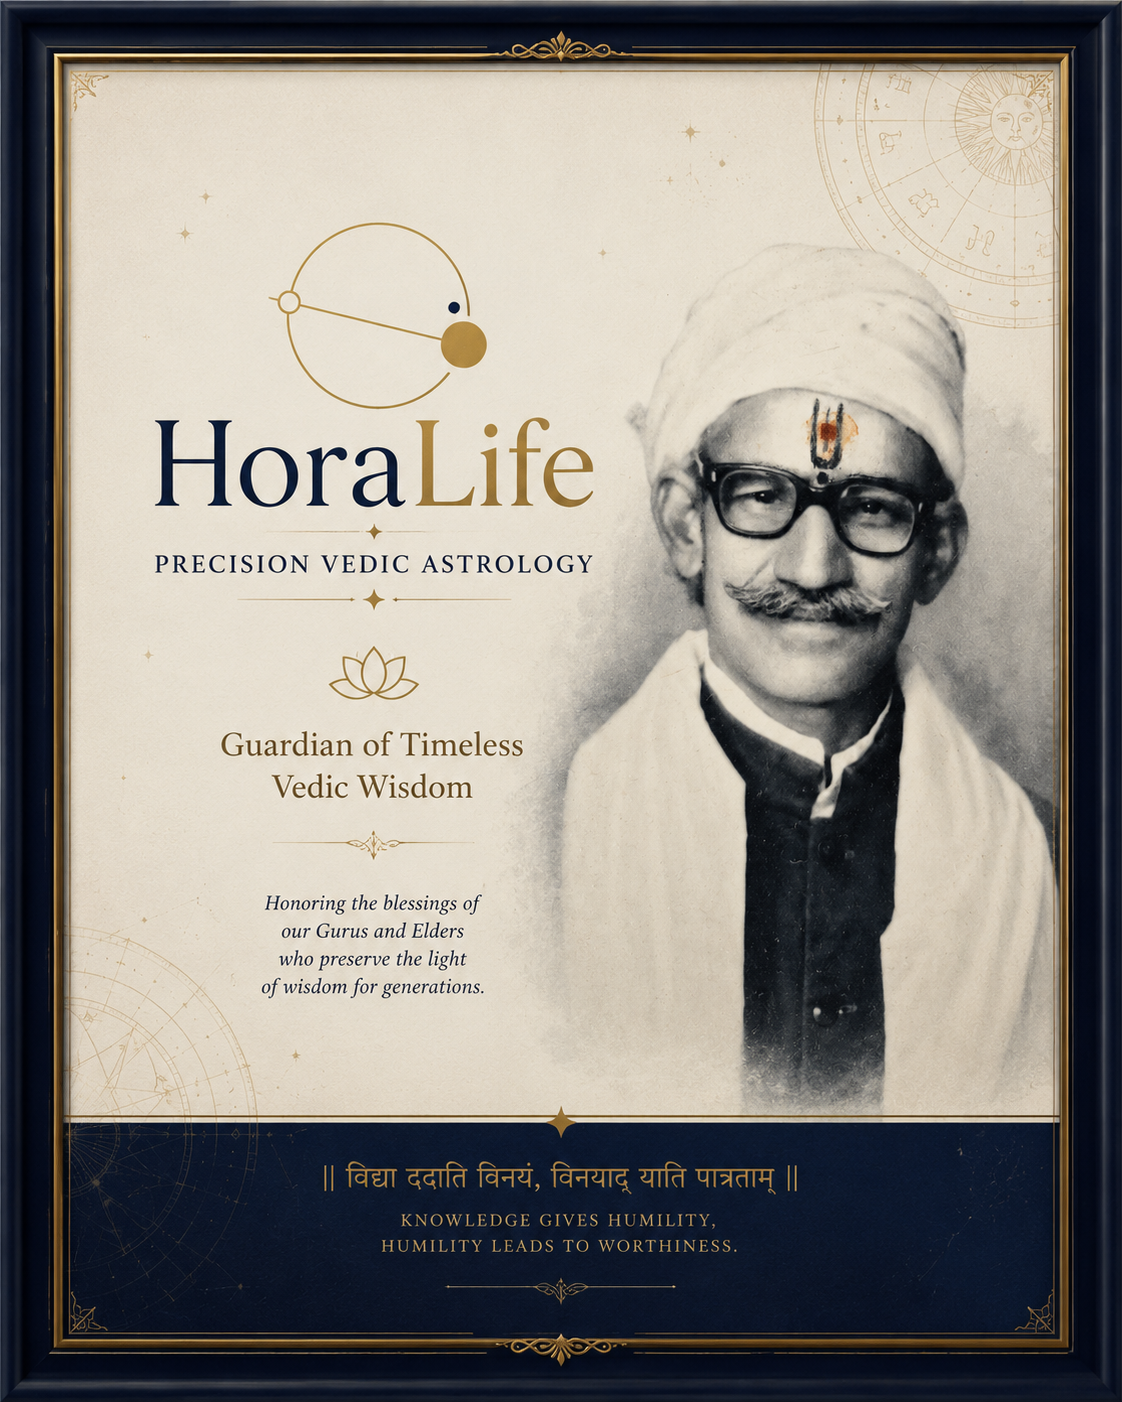 HoraLife
PRECISION VEDIC ASTROLOGY
Guardian of Timeless
Vedic Wisdom
Honoring the blessings of
our Gurus and Elders
who preserve the light
of wisdom for generations.
|| विद्या ददाति विनयं, विनयाद् याति पात्रताम् ||
KNOWLEDGE GIVES HUMILITY,
HUMILITY LEADS TO WORTHINESS.